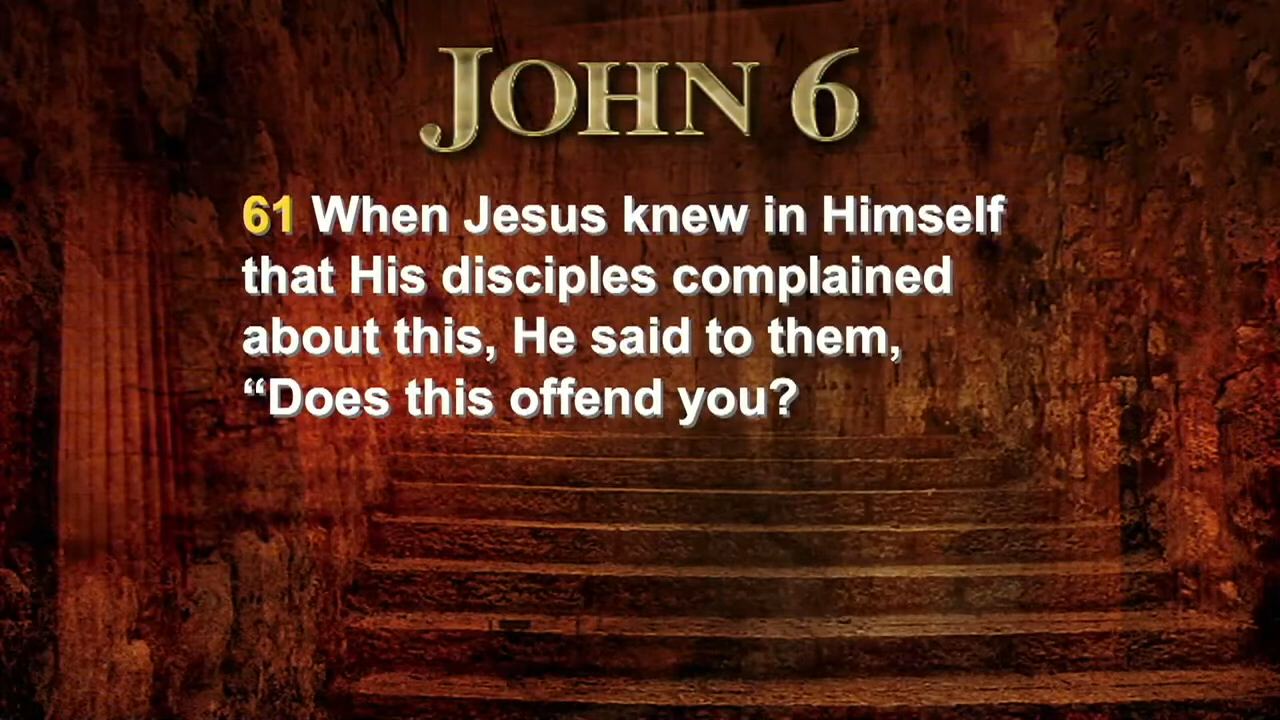 JOHN 6
61 When Jesus knew in Himself
that His disciples complained
about this, He said to them,
“Does this offend you?